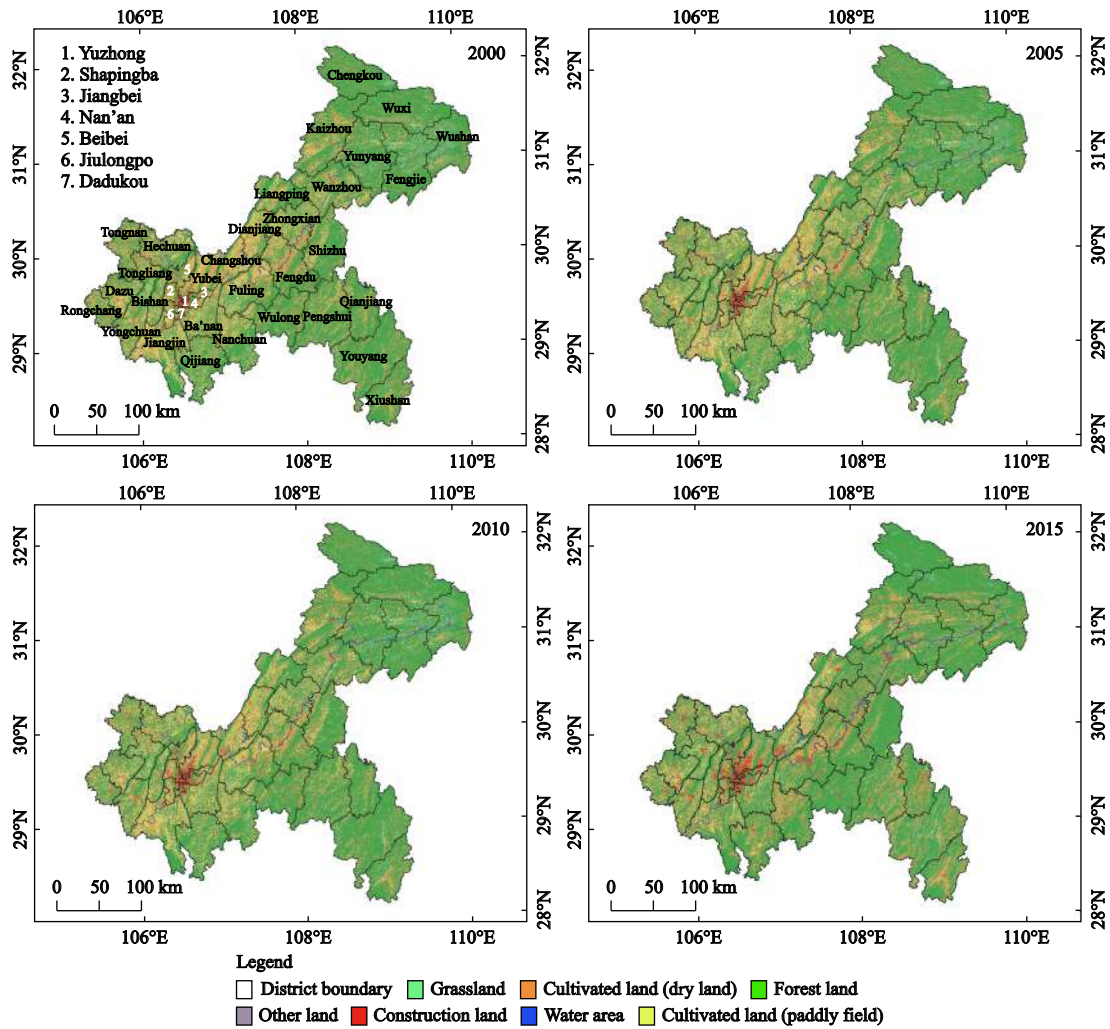 106°E 108°E 110°E
106°E 108°E 110°E
1. Yuzhong
2. Shapingba
3. Jiangbei
4. Nan'an
5. Beibei
6. Jiulongpo
7. Dadukou
2000
2005
32°N
31°N
30°N
29°N
28°N
32°N
31°N
30°N
29°N
28°N
32°N
31°N
30°N
29°N
Chengkou
Wuxi
Kaizhou
Wushan
Yunyang
Fengjie
Wanzhou
Liangping
Zhongxian
Dianjiang
Tongnan
Hechuan
Shizhu
Changshou
5
Tongliang
Yubei
Fengdu
Dazu
2
3
Fuling
Bishan
1
4
Qianjiang
Rongchang
6
7
Wulong
Pengshui
Yongchuan
Ba'nan
Jiangjin
Nanchuan
Qijiang
Youyang
Xiushan
0 50 100 km
0 50 100 km
106°E 108°E 110°E
106°E 108°E 110°E
106°E 108°E 110°E
106°E 108°E 110°E
2010
2015
32°N
31°N
30°N
29°N
32°N
31°N
30°N
29°N
28°N
32°N
31°N
30°N
29°N
28°N
0 50 100 km
0 50 100 km
106°E 108°E 110°E
106°E 108°E 110°E
Legend
District boundary Grassland Cultivated land (dry land) Forest land
Other land Construction land Water area Cultivated land (paddly field)